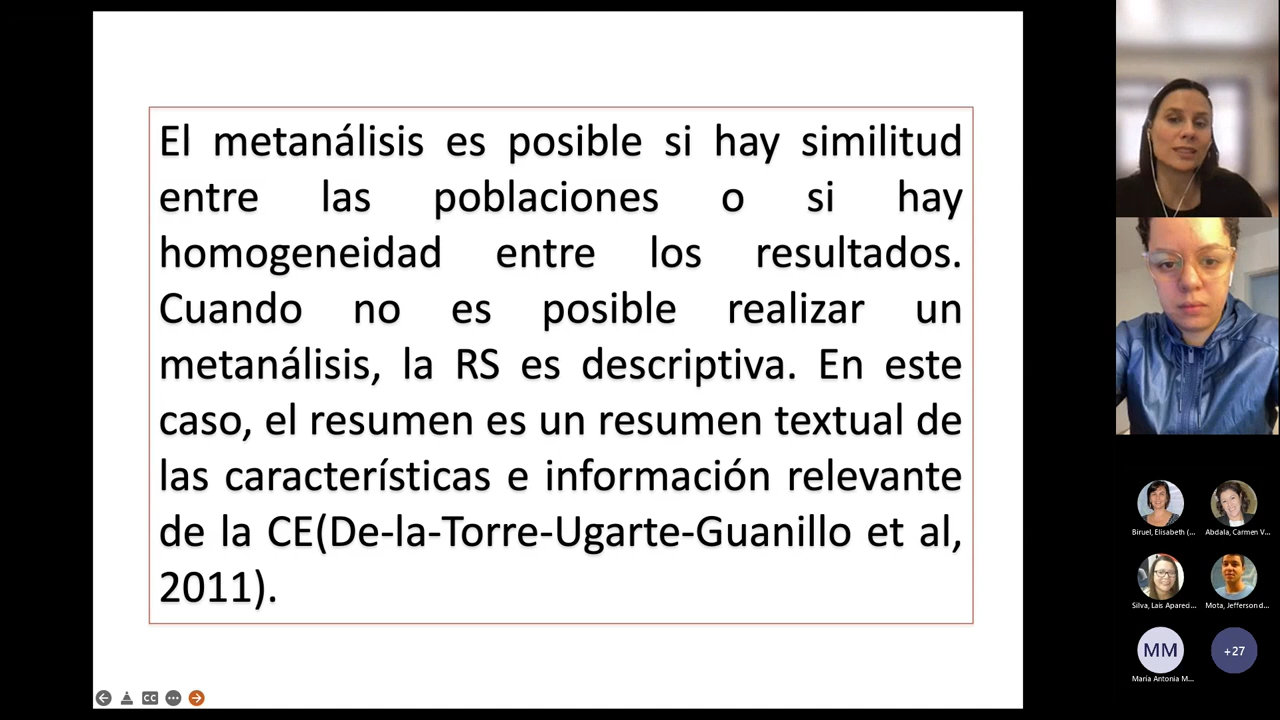 El metanálisis es posible si hay similitud
entre las poblaciones o si hay
homogeneidad entre los resultados.
Cuando no es posible realizar un
metanálisis, la RS es descriptiva. En este
caso, el resumen es un resumen textual de
las características e información relevante
de la CE(De-la-Torre-Ugarte-Guanillo et al,
2011).
CC
Biruel, Elisabeth (...
Abdala, Carmen V...
Silva, Lais Apared...
Mota, Jefferson d...
MM
+27
María Antonia M...